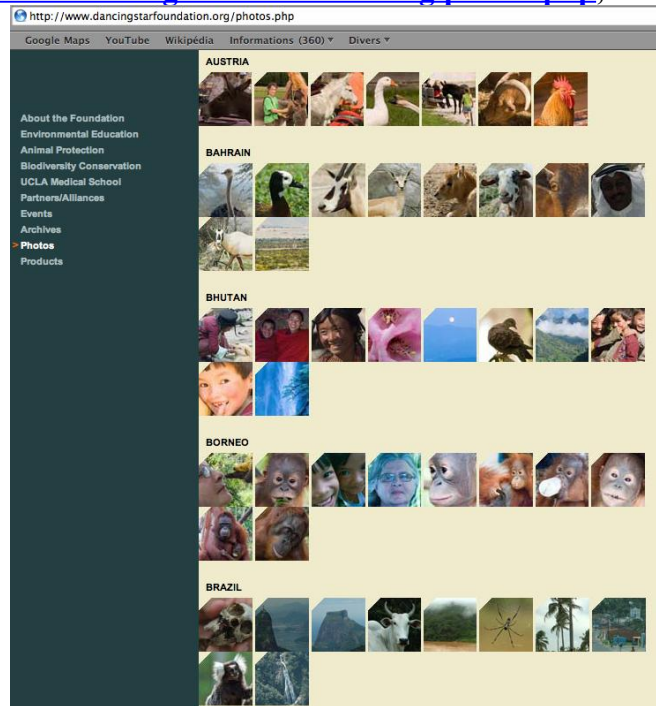 http://www.dancingstarfoundation.org/photos.php
Google Maps YouTube Wikipédia Informations (360) ▾ Divers ▾
About the Foundation
Environmental Education
Animal Protection
Biodiversity Conservation
UCLA Medical School
Partners/Alliances
Events
Archives
> Photos
Products
AUSTRIA
BAHRAIN
BHUTAN
BORNEO
BRAZIL